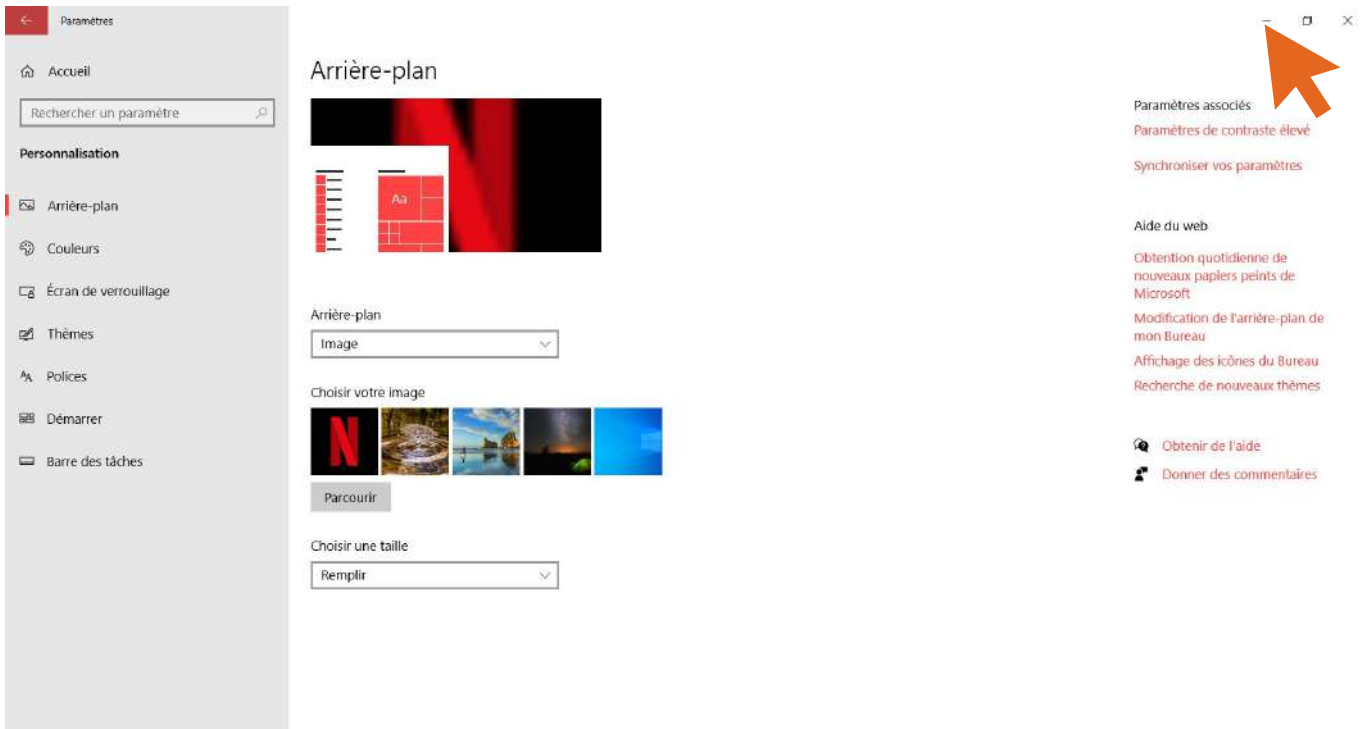 Paramètres
Accueil
Rechercher un paramètre
Personnalisation
Arrière-plan
Couleurs
Écran de verrouillage
Thèmes
Polices
Démarrer
Barre des tâches
Arrière-plan
Aa
Arrière-plan
Image
Choisir votre image
Parcourir
Choisir une taille
Remplir
Paramètres associés
Paramètres de contraste élevé
Synchroniser vos paramètres
Aide du web
Obtention quotidienne de
nouveaux papiers peints de
Microsoft
Modification de l'arrière-plan de
mon Bureau
Affichage des icônes du Bureau
Recherche de nouveaux thèmes
Obtenir de l'aide
Donner des commentaires